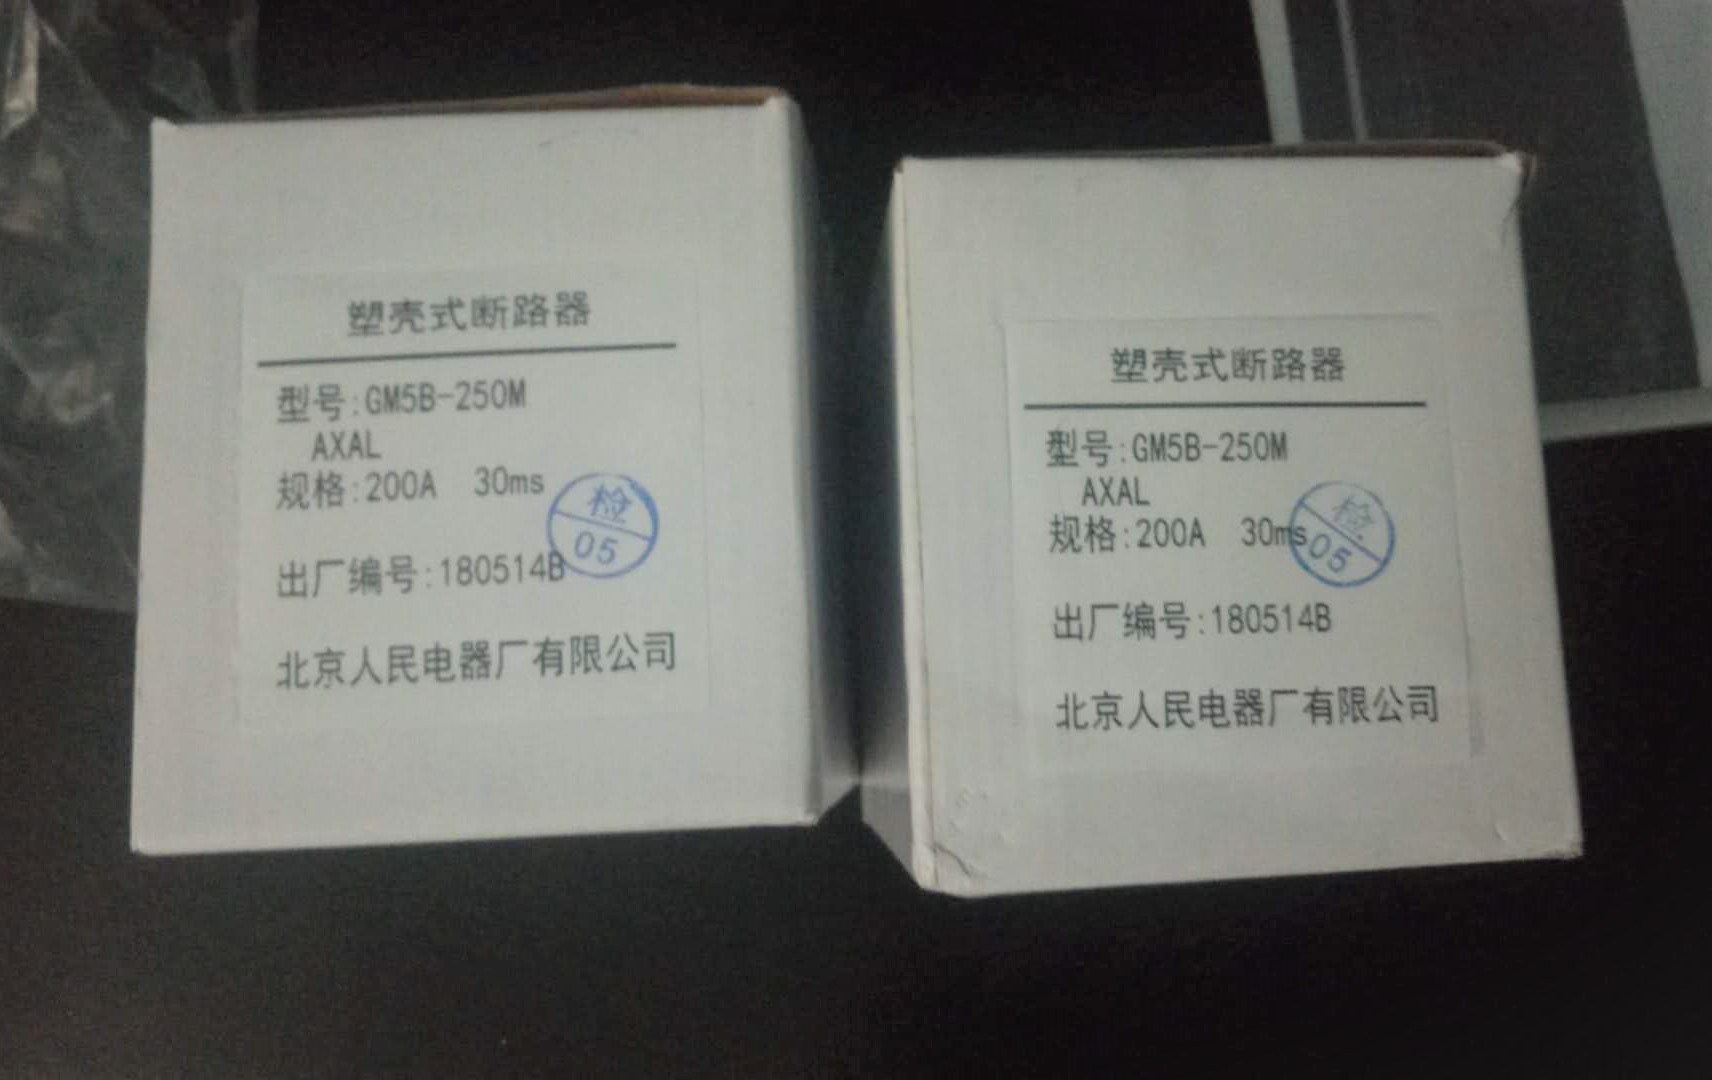 塑壳式断路器
型号:GM5B-250M
AXAL
规格:200A 30ms
检
05
出厂编号:180514B
北京人民电器厂有限公司
塑壳式断路器
型号:GM5B-250M
AXAL
规格:200A 30ms
检
05
出厂编号:180514B
北京人民电器厂有限公司